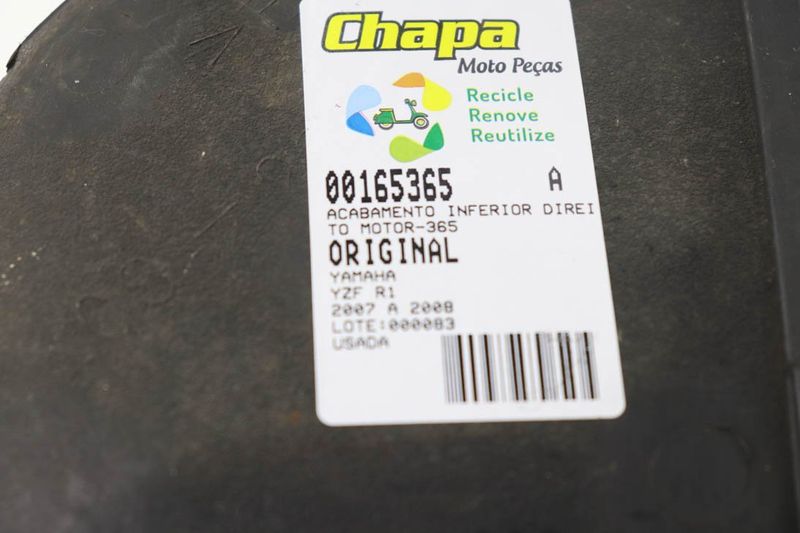 Chapa
Moto Peças
Recicle
Renove
Reutilize
00165365 A
ACABAMENTO INFERIOR DIREI
TO MOTOR-365
ORIGINAL
YAMAHA
YZF R1
2007 A 2008
LOTE:000083
USADA